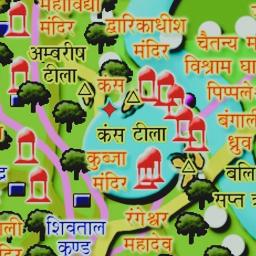 महाविद्या
मंदिर
द्वारिकाधीश
मंदिर
चैतन्य म
विश्राम घा
अम्बरीष
टीला
कंस
पिप्पले
कंस टीला
बंगाली
ध्रुव
कुब्जा
मंदिर
बलि
सप्त ऋ
रंगेश्वर
महादेव
शिवताल
कुण्ड
ाली
दिर